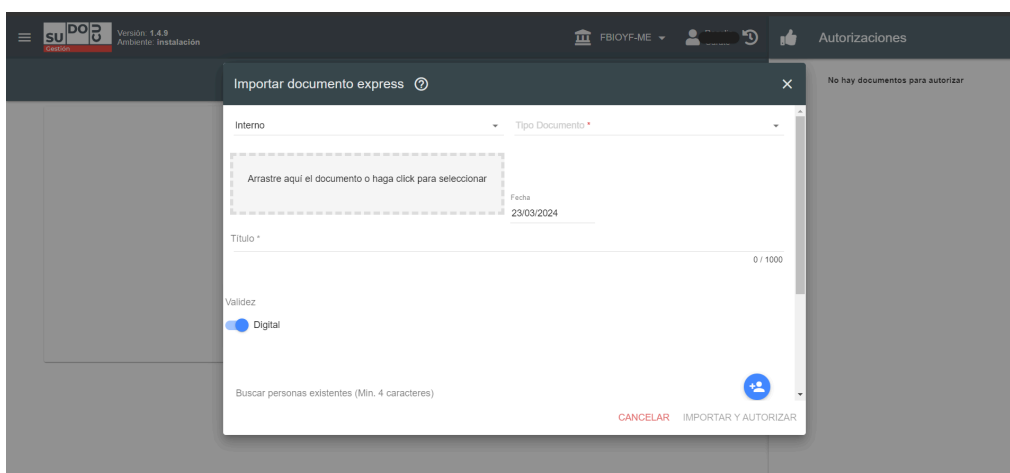 SU DO CU
Gestión
Versión: 1.4.9
Ambiente: instalación
FBIOYF-ME
Autorizaciones
Importar documento express
No hay documentos para autorizar
Interno
Tipo Documento *
Arrastre aquí el documento o haga click para seleccionar
Fecha
23/03/2024
Título *
0 / 1000
Validez
Digital
Buscar personas existentes (Min. 4 caracteres)
CANCELAR
IMPORTAR Y AUTORIZAR